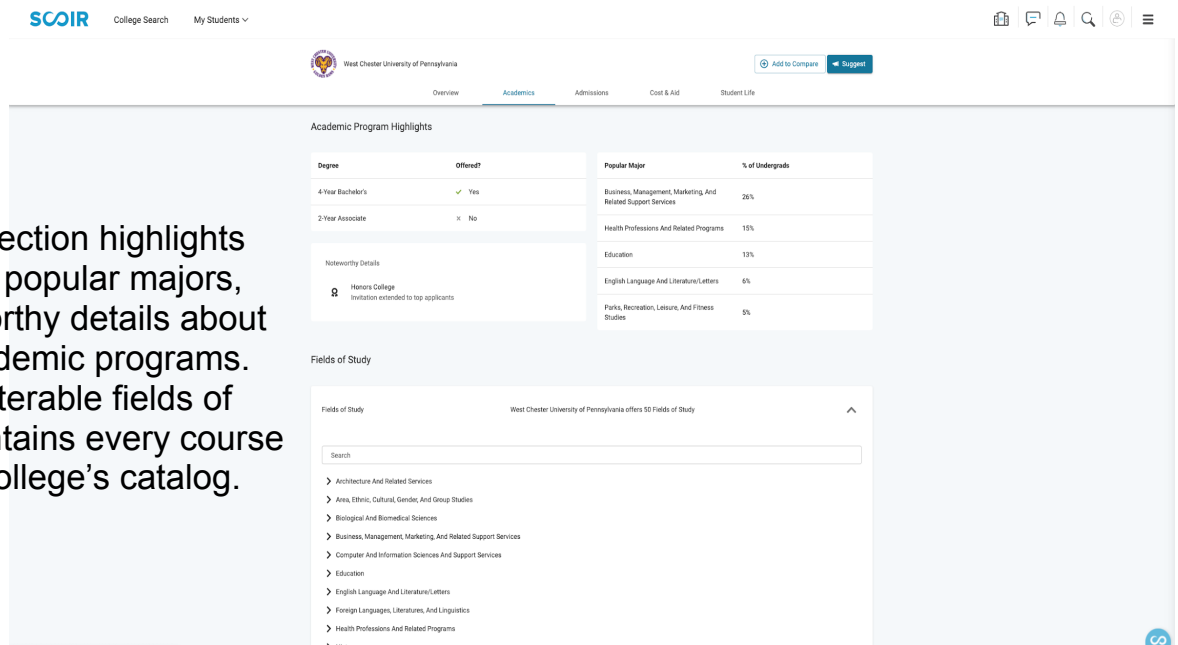 SCOIR College Search My Students
West Chester University of Pennsylvania
Add to Compare Suggest
Overview Academics Admissions Cost & Aid Student Life
Academic Program Highlights
Degree Offered?
4-Year Bachelor's Yes
2-Year Associate No
Noteworthy Details
Honors College
Invitation extended to top applicants
Popular Major % of Undergrads
Business, Management, Marketing, And
Related Support Services 26%
Health Professions And Related Programs 15%
Education 13%
English Language And Literature/Letters 6%
Parks, Recreation, Leisure, And Fitness
Studies 5%
highlights
popular majors,
details about
programs.
fields of
every course
catalog.
Fields of Study
Fields of Study West Chester University of Pennsylvania offers 50 Fields of Study
Search
Architecture And Related Services
Area, Ethnic, Cultural, Gender, And Group Studies
Biological And Biomedical Sciences
Business, Management, Marketing, And Related Support Services
Computer And Information Sciences And Support Services
Education
English Language And Literature/Letters
Foreign Languages, Literatures, And Linguistics
Health Professions And Related Programs